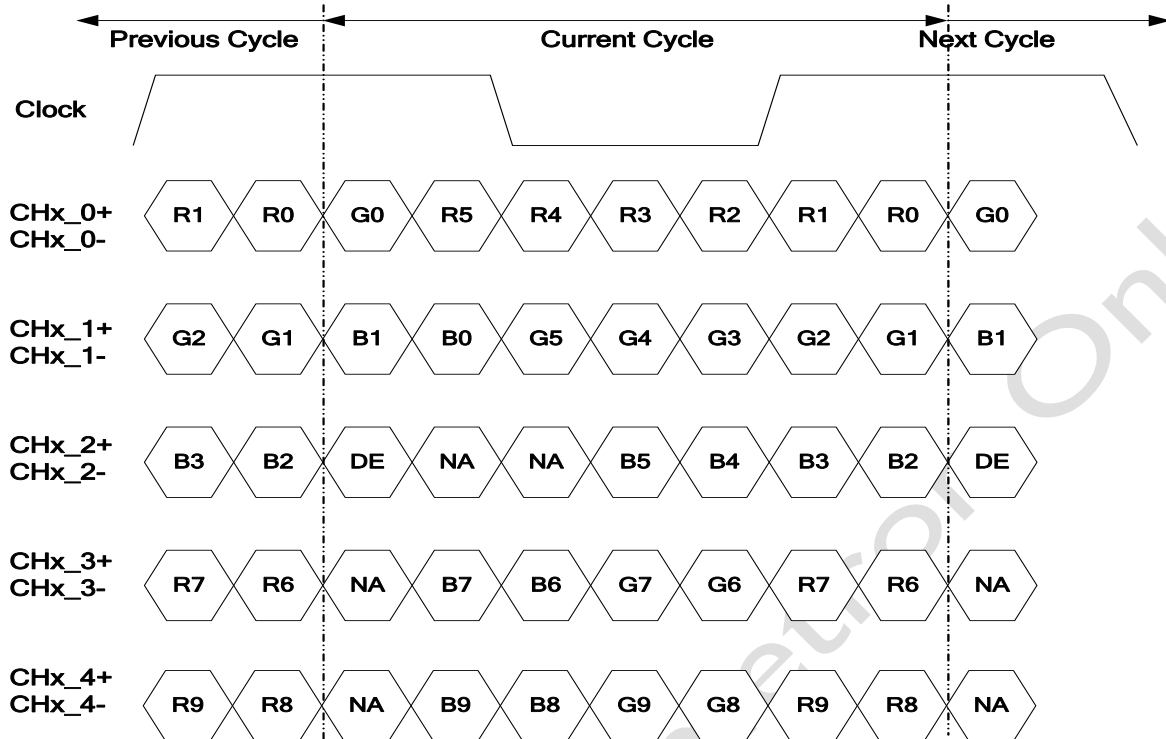 Previous Cycle Current Cycle Next Cycle
Clock
CHx_0+
CHx_0-
R1 R0 G0 R5 R4 R3 R2 R1 R0 G0
CHx_1+
CHx_1-
G2 G1 B1 B0 G5 G4 G3 G2 G1 B1
CHx_2+
CHx_2-
B3 B2 DE NA NA B5 B4 B3 B2 DE
CHx_3+
CHx_3-
R7 R6 NA B7 B6 G7 G6 R7 R6 NA
CHx_4+
CHx_4-
R9 R8 NA B9 B8 G9 G8 R9 R8 NA